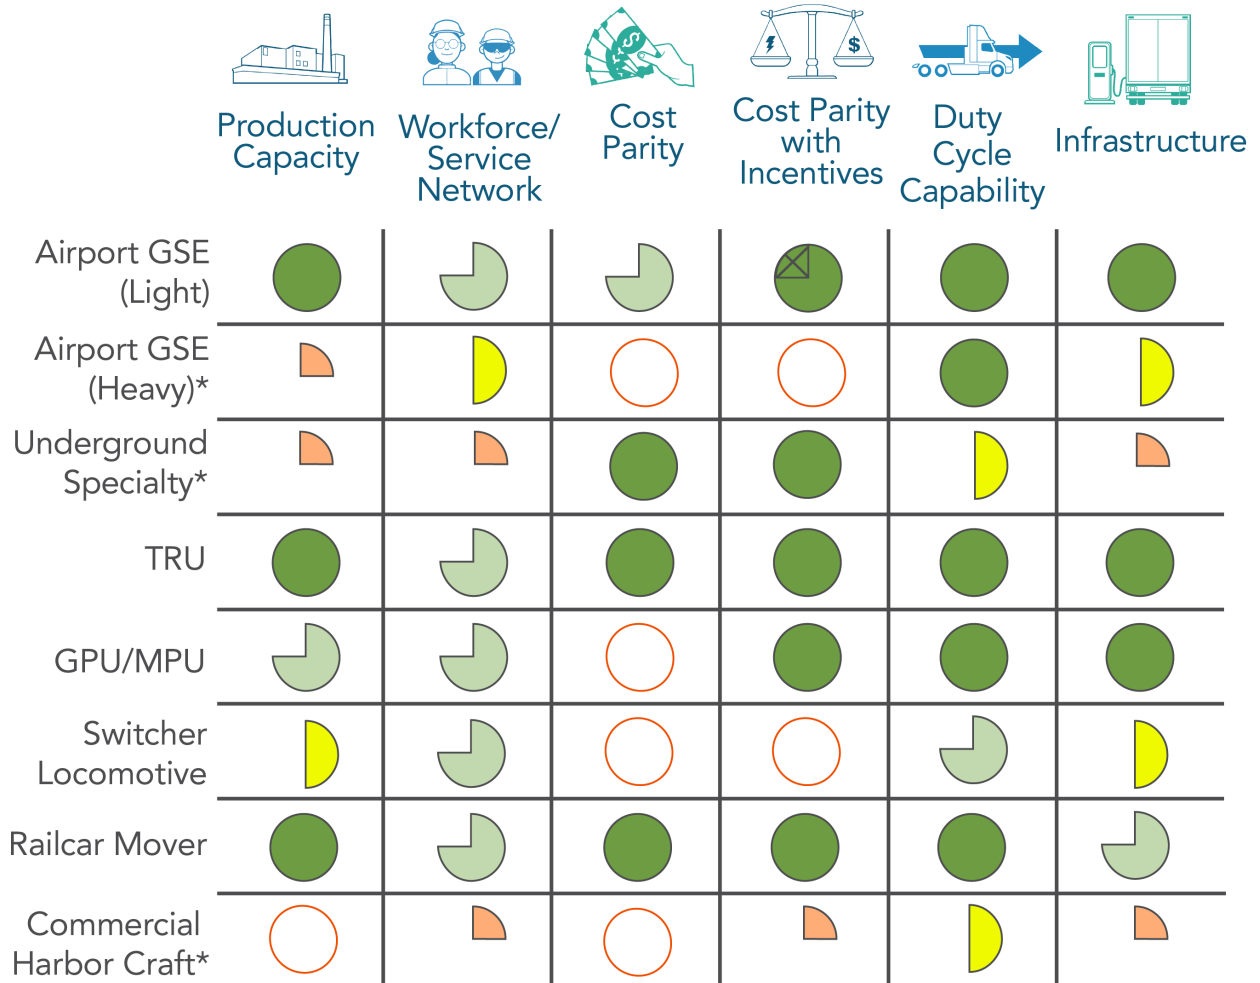 Production
Capacity
Workforce/
Service
Network
Cost
Parity
Cost Parity
with
Incentives
Duty
Cycle
Capability
Infrastructure
Airport GSE
(Light)
Airport GSE
(Heavy)*
Underground
Specialty*
TRU
GPU/MPU
Switcher
Locomotive
Railcar Mover
Commercial
Harbor Craft*
$
$